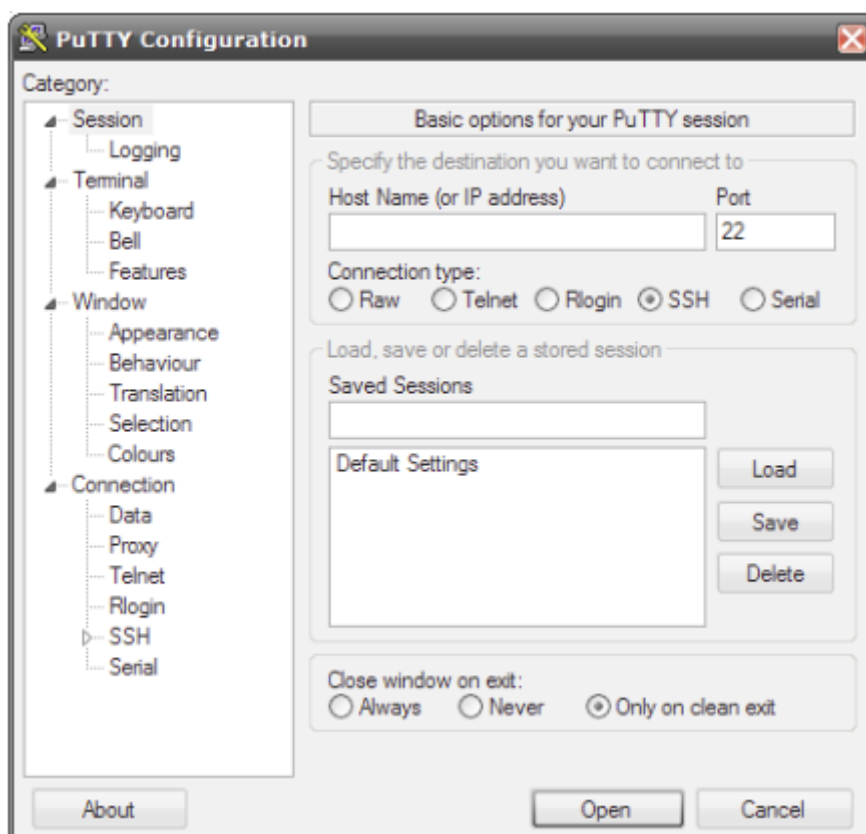 PuTTY Configuration
Category:
Session
Logging
Terminal
Keyboard
Bell
Features
Window
Appearance
Behaviour
Translation
Selection
Colours
Connection
Data
Proxy
Telnet
Rlogin
SSH
Serial
Basic options for your PuTTY session
Specify the destination you want to connect to
Host Name (or IP address) Port
22
Connection type:
Raw Telnet Rlogin SSH Serial
Load, save or delete a stored session
Saved Sessions
Default Settings
Load
Save
Delete
Close window on exit:
Always Never Only on clean exit
About Open Cancel